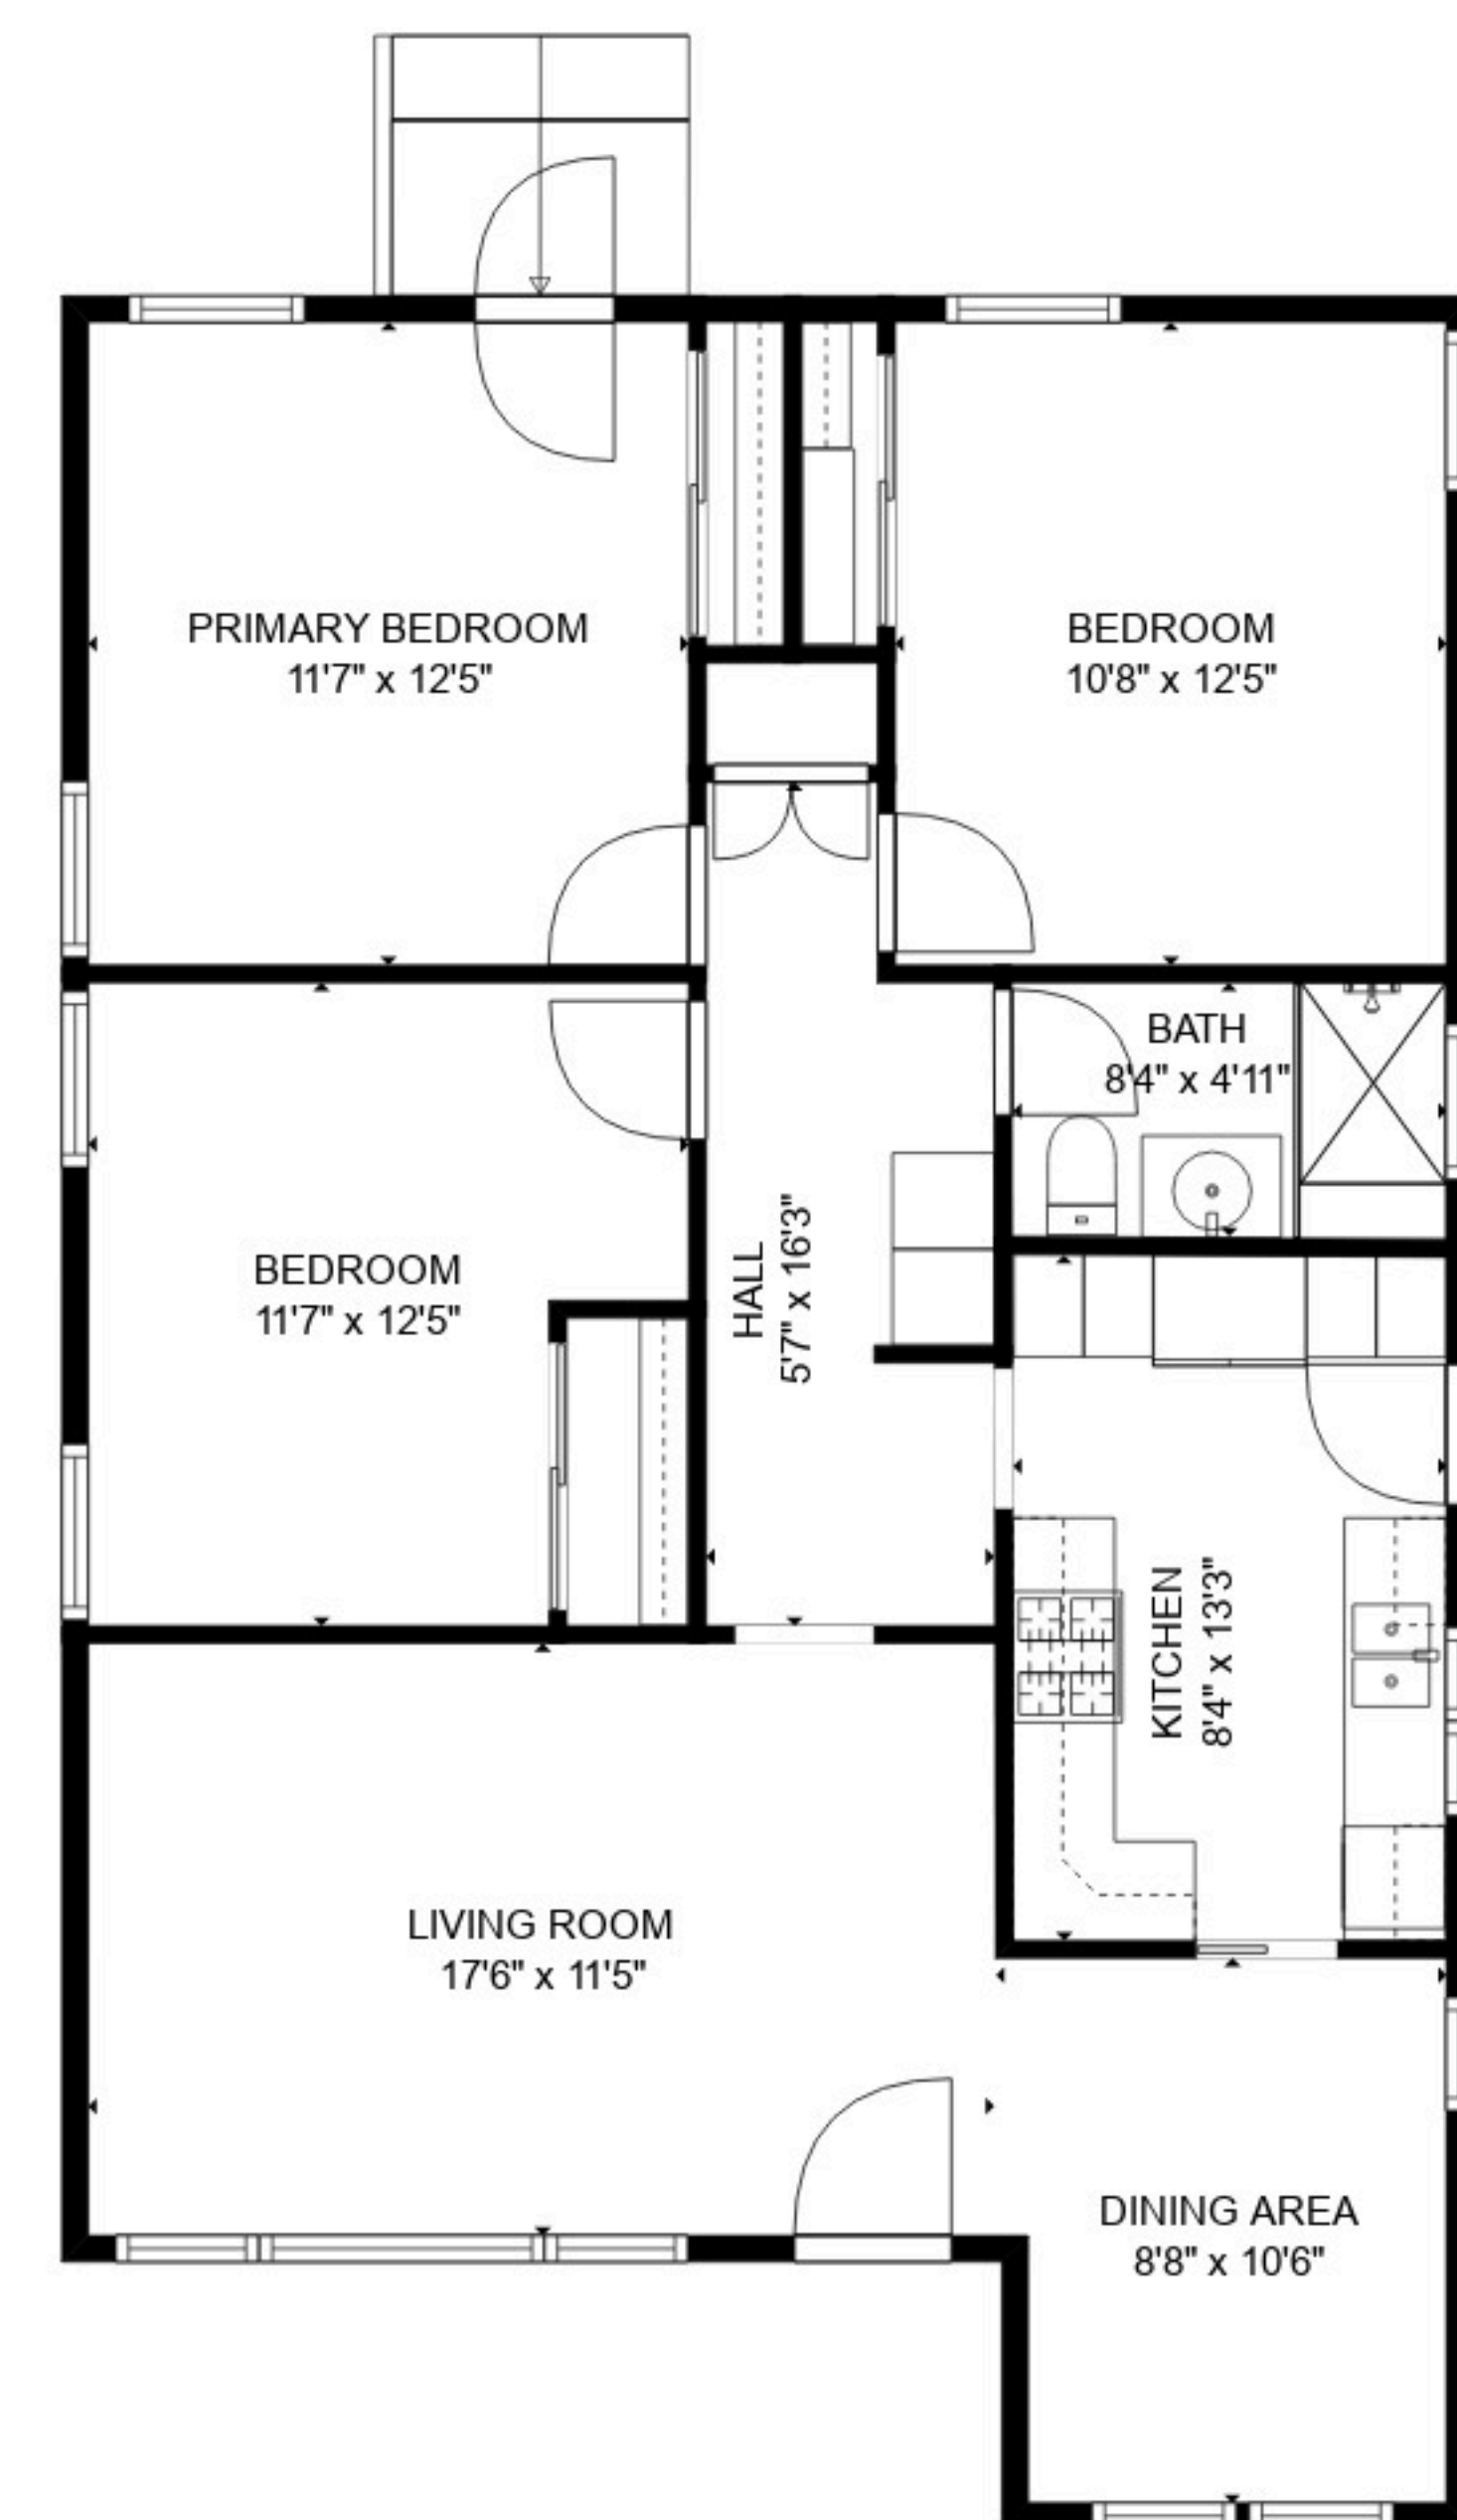 PRIMARY BEDROOM
11'7" x 12'5"
BEDROOM
10'8" x 12'5"
BATH
8'4" x 4'11"
BEDROOM
11'7" x 12'5"
HALL
5'7" x 16'3"
KITCHEN
8'4" x 13'3"
LIVING ROOM
17'6" x 11'5"
DINING AREA
8'8" x 10'6"